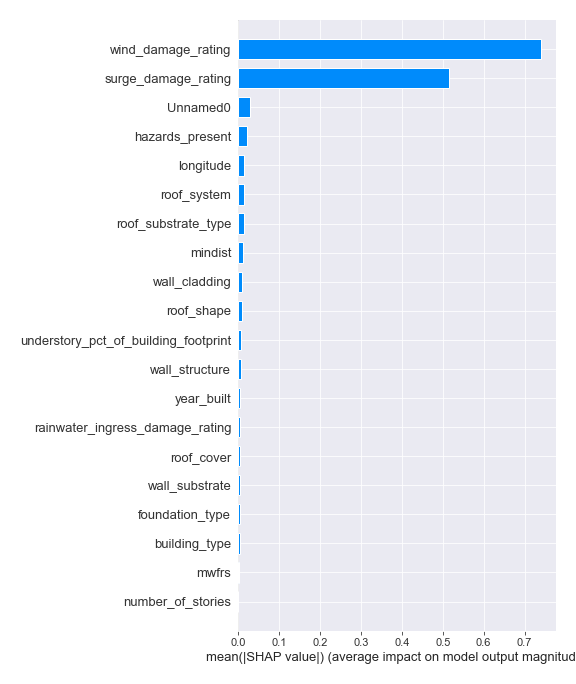 wind_damage_rating
surge_damage_rating
Unnamed0
hazards_present
longitude
roof_system
roof_substrate_type
mindist
wall_cladding
roof_shape
understory_pct_of_building_footprint
wall_structure
year_built
rainwater_ingress_damage_rating
roof_cover
wall_substrate
foundation_type
building_type
mwfrs
number_of_stories
0.0 0.1 0.2 0.3 0.4 0.5 0.6 0.7
mean(|SHAP value|) (average impact on model output magnitud